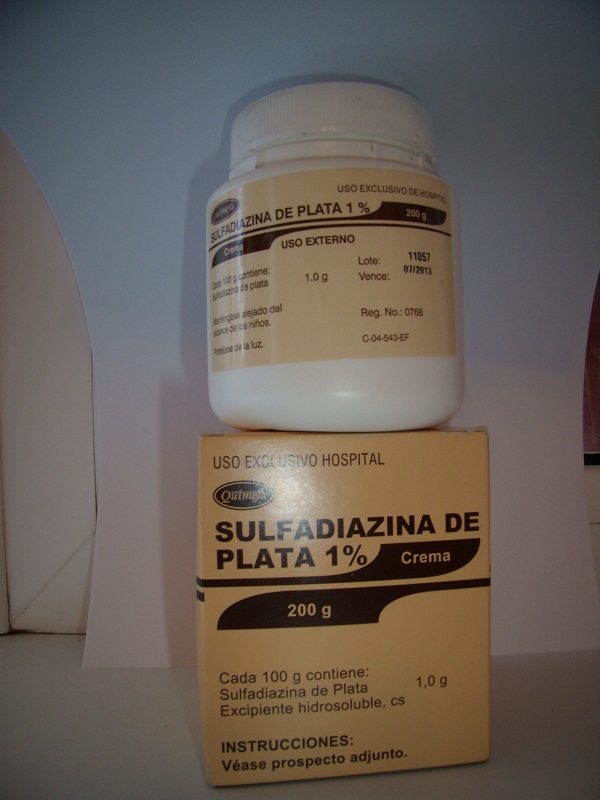 USO EXCLUSIVO DE HOSPITAL
SULFADIAZINA DE PLATA 1 %
200 g
Crema
USO EXTERNO
Cada 100 g contiene:
Sulfadiazina de plata 1,0 g
Lote: 11057
Vence: 07/2013
Manténgase alejado del
alcance de los niños.
Protéjase de la luz.
Reg. No.: 0768
C-04-543-EF
USO EXCLUSIVO HOSPITAL
Quimefa
SULFADIAZINA DE
PLATA 1% Crema
200 g
Cada 100 g contiene:
Sulfadiazina de Plata 1,0 g
Excipiente hidrosoluble, cs
INSTRUCCIONES:
Véase prospecto adjunto.